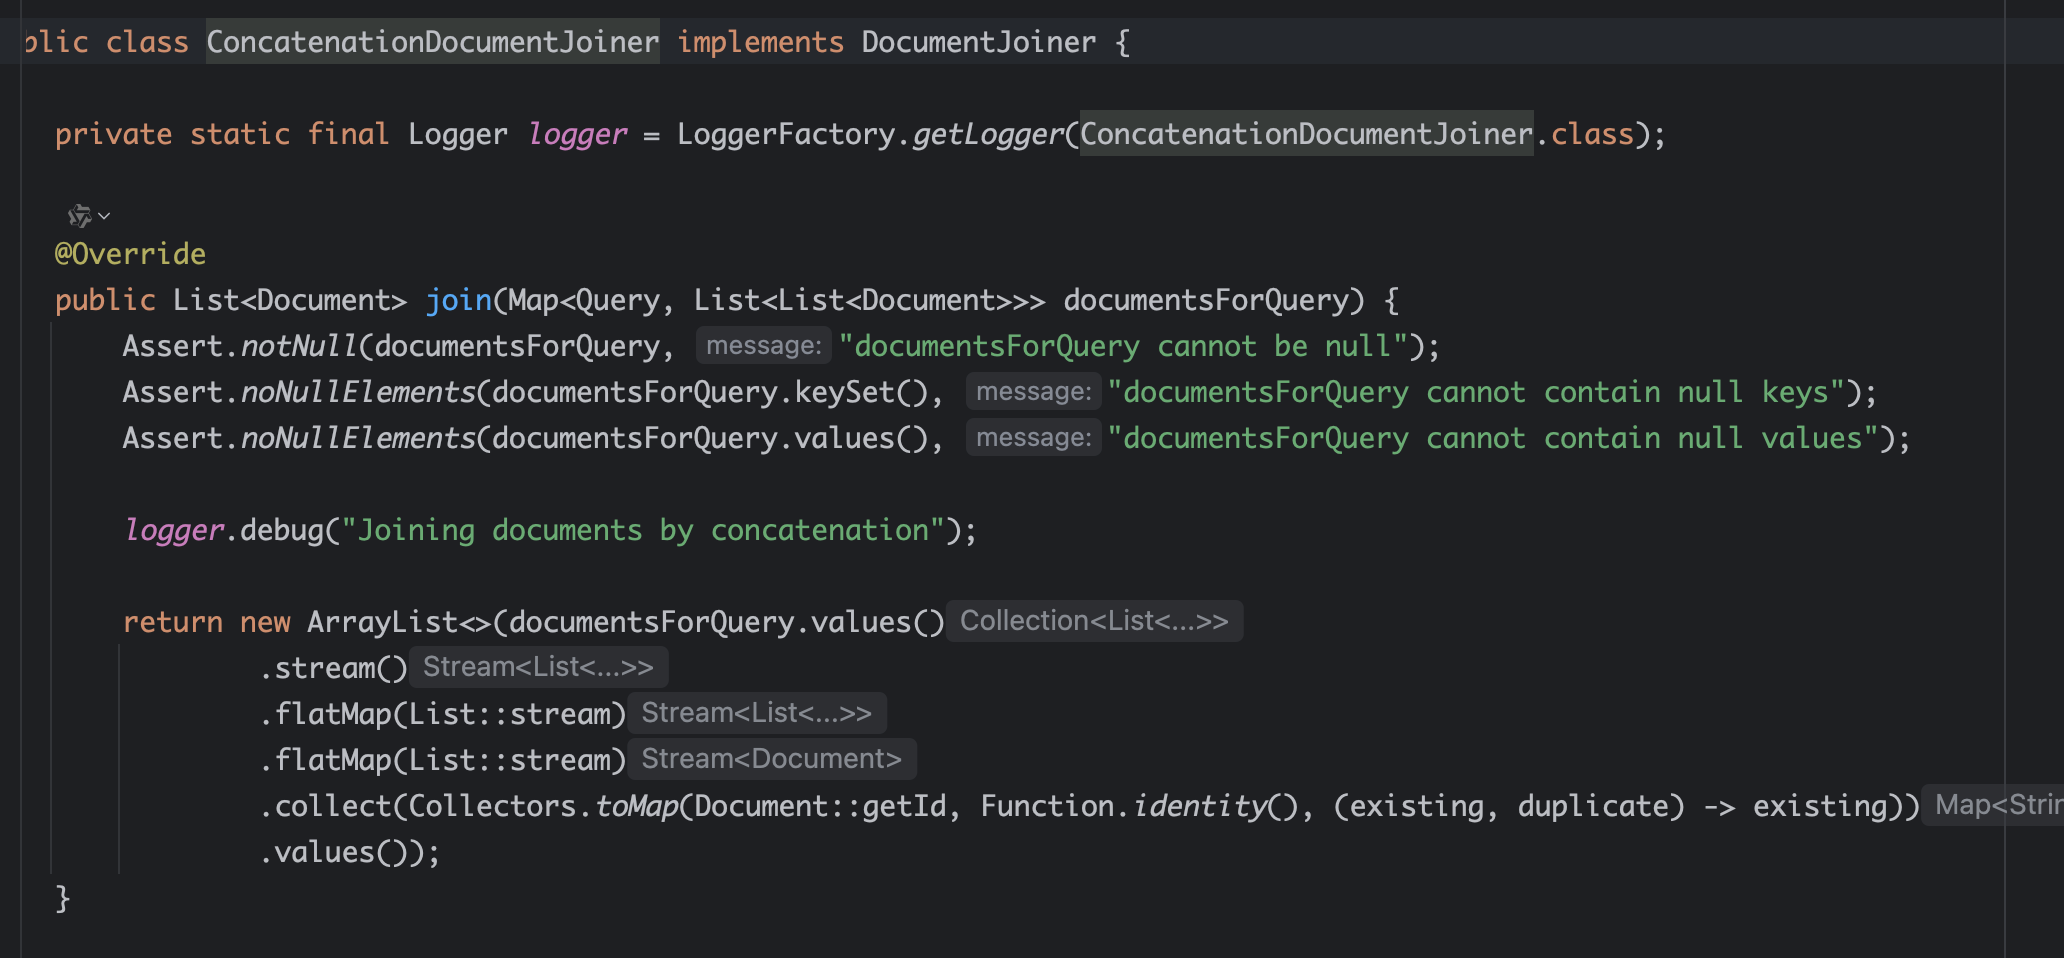 blic class ConcatenationDocumentJoiner implements DocumentJoiner {
private static final Logger logger = LoggerFactory.getLogger(ConcatenationDocumentJoiner.class);
@Override
public List<Document> join(Map<Query, List<List<Document>>> documentsForQuery) {
Assert.notNull(documentsForQuery, message: "documentsForQuery cannot be null");
Assert.noNullElements(documentsForQuery.keySet(), message: "documentsForQuery cannot contain null keys");
Assert.noNullElements(documentsForQuery.values(), message: "documentsForQuery cannot contain null values");
logger.debug("Joining documents by concatenation");
return new ArrayList<>(documentsForQuery.values() Collection<List<...>>
.stream() Stream<List<...>>
.flatMap(List::stream) Stream<List<...>>
.flatMap(List::stream) Stream<Document>
.collect(Collectors.toMap(Document::getId, Function.identity(), (existing, duplicate) -> existing)) Map<Strin
.values());
}